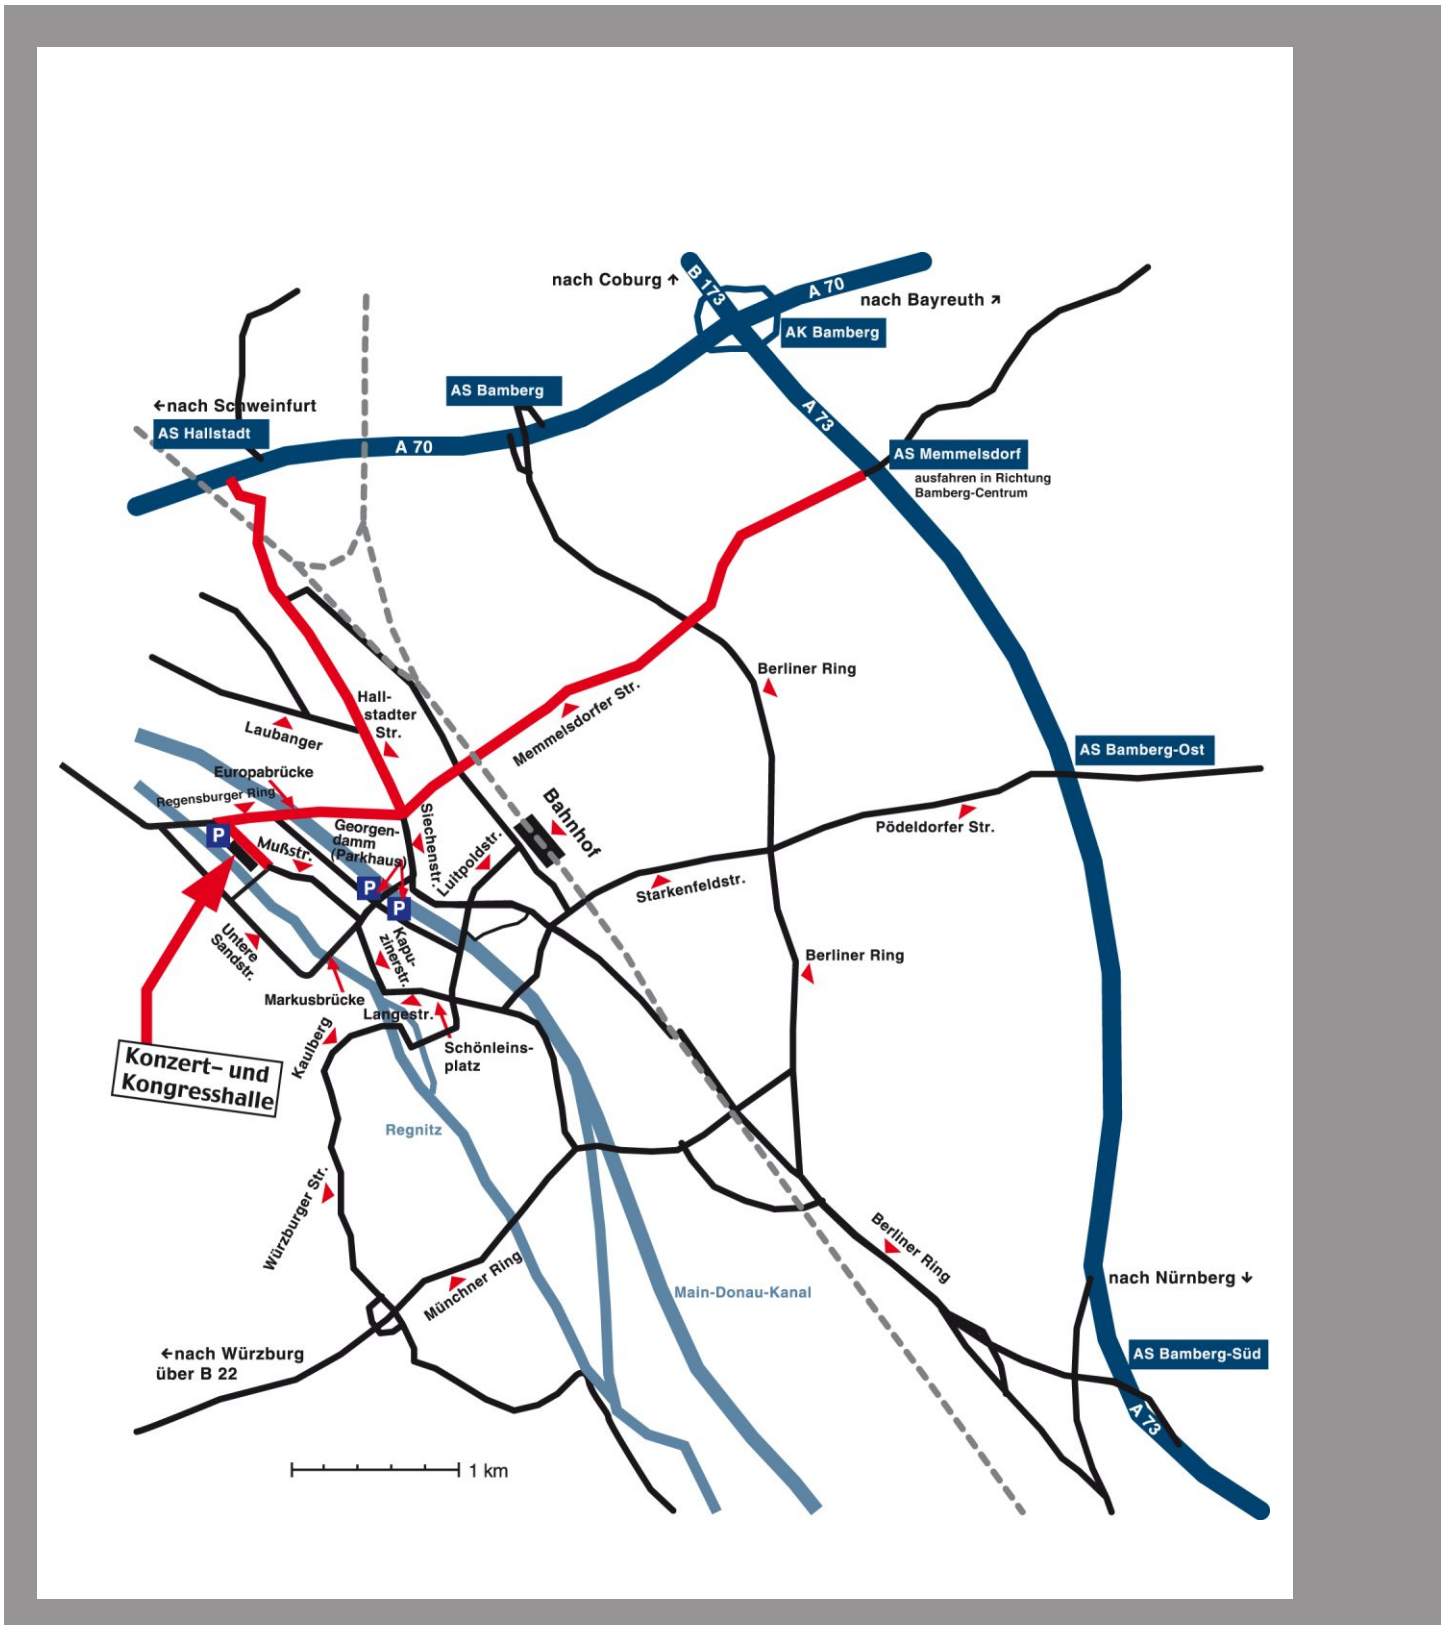 nach Coburg ↑
B 173
A 70
nach Bayreuth ↗
AK Bamberg
AS Bamberg
←nach Schweinfurt
AS Hallstadt
A 70
A 73
AS Memmelsdorf
ausfahren in Richtung
Bamberg-Centrum
Berliner Ring
Hall-
stadter
Str.
Memmelsdorfer Str.
Laubanger
AS Bamberg-Ost
Europabrücke
Regensburger Ring
P
Mußstr.
Georgen-
damm
(Parkhaus)
Siechenstr.
Luitpoldstr.
Bahnhof
Pödeldorfer Str.
Starkenfeldstr.
P
P
Untere
Sandstr.
Kapu-
zinerstr.
Berliner Ring
Markusbrücke
Langestr.
Kaulberg
Schönleins-
platz
Konzert– und
Kongresshalle
Regnitz
Würzburger Str.
Münchner Ring
Berliner Ring
Main-Donau-Kanal
nach Nürnberg ↓
AS Bamberg-Süd
←nach Würzburg
über B 22
A 73
1 km